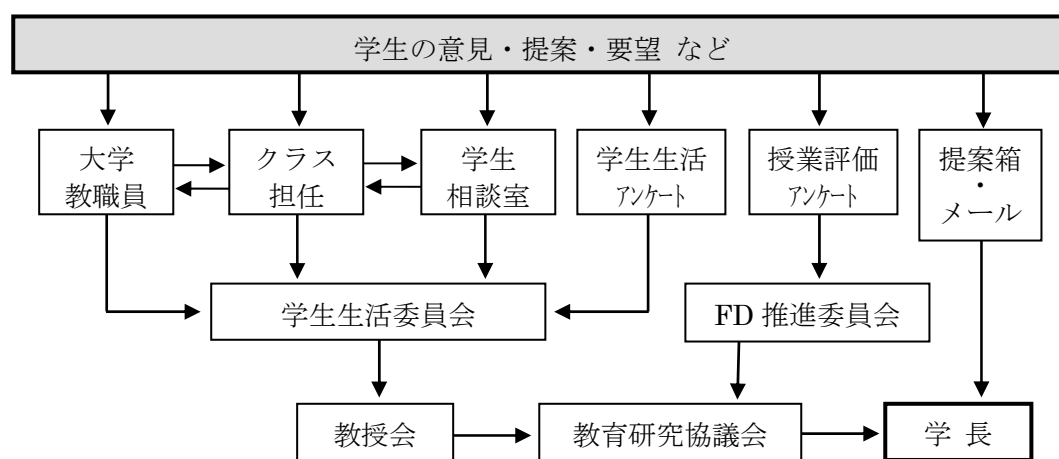 学生の意見・提案・要望 など
大学
教職員
クラス
担任
学生
相談室
学生生活
アンケート
授業評価
アンケート
提案箱
・
メール
学生生活委員会
FD 推進委員会
教授会
教育研究協議会
学 長